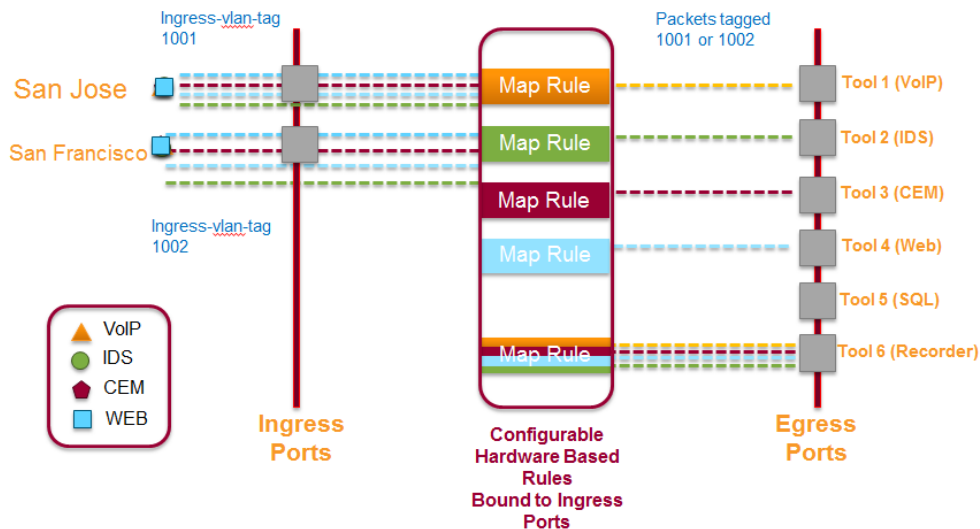 Ingress-vlan-tag
1001
Packets tagged
1001 or 1002
San Jose
Map Rule
Tool 1 (VoIP)
San Francisco
Map Rule
Tool 2 (IDS)
Map Rule
Tool 3 (CEM)
Ingress-vlan-tag
1002
Map Rule
Tool 4 (Web)
Tool 5 (SQL)
Map Rule
Tool 6 (Recorder)
VoIP
IDS
CEM
WEB
Ingress
Ports
Configurable
Hardware Based
Rules
Bound to Ingress
Ports
Egress
Ports